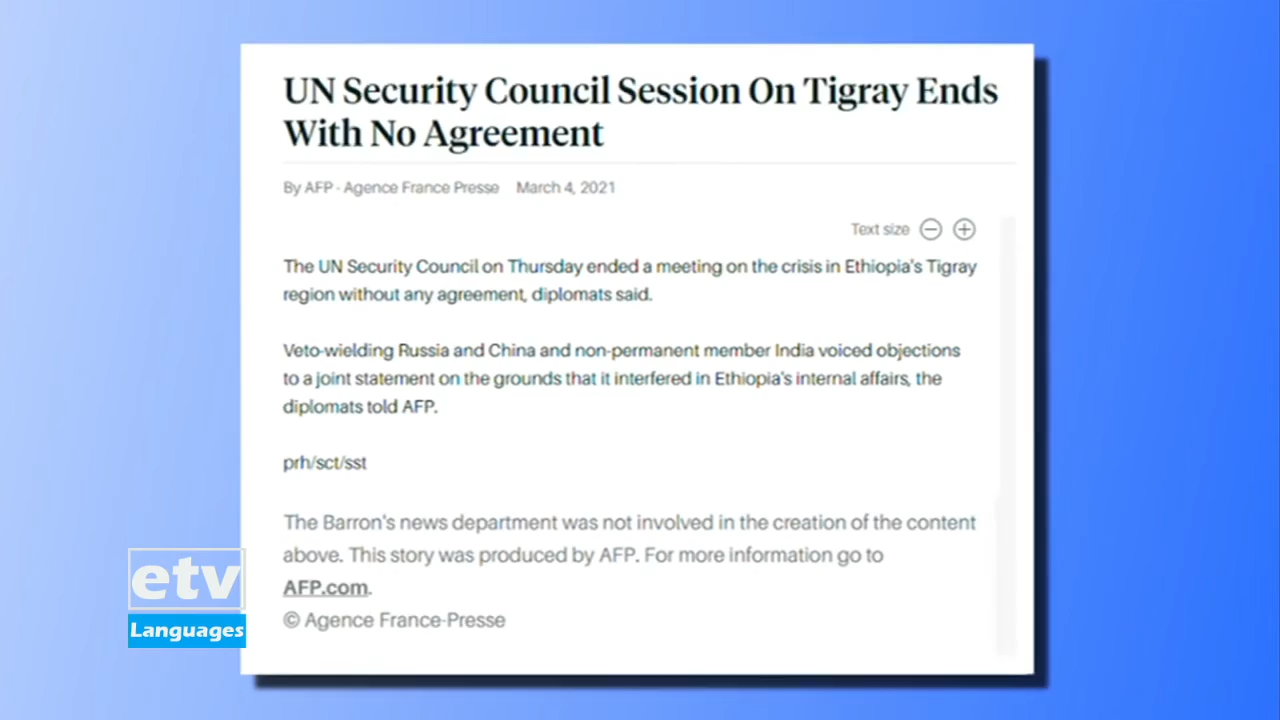 UN Security Council Session On Tigray Ends
With No Agreement
By AFP - Agence France Presse March 4, 2021
Text size
The UN Security Council on Thursday ended a meeting on the crisis in Ethiopia's Tigray
region without any agreement, diplomats said.
Veto-wielding Russia and China and non-permanent member India voiced objections
to a joint statement on the grounds that it interfered in Ethiopia's internal affairs, the
diplomats told AFP.
prh/sct/sst
The Barron's news department was not involved in the creation of the content
above. This story was produced by AFP. For more information go to
AFP.com.
© Agence France-Presse
etv
Languages